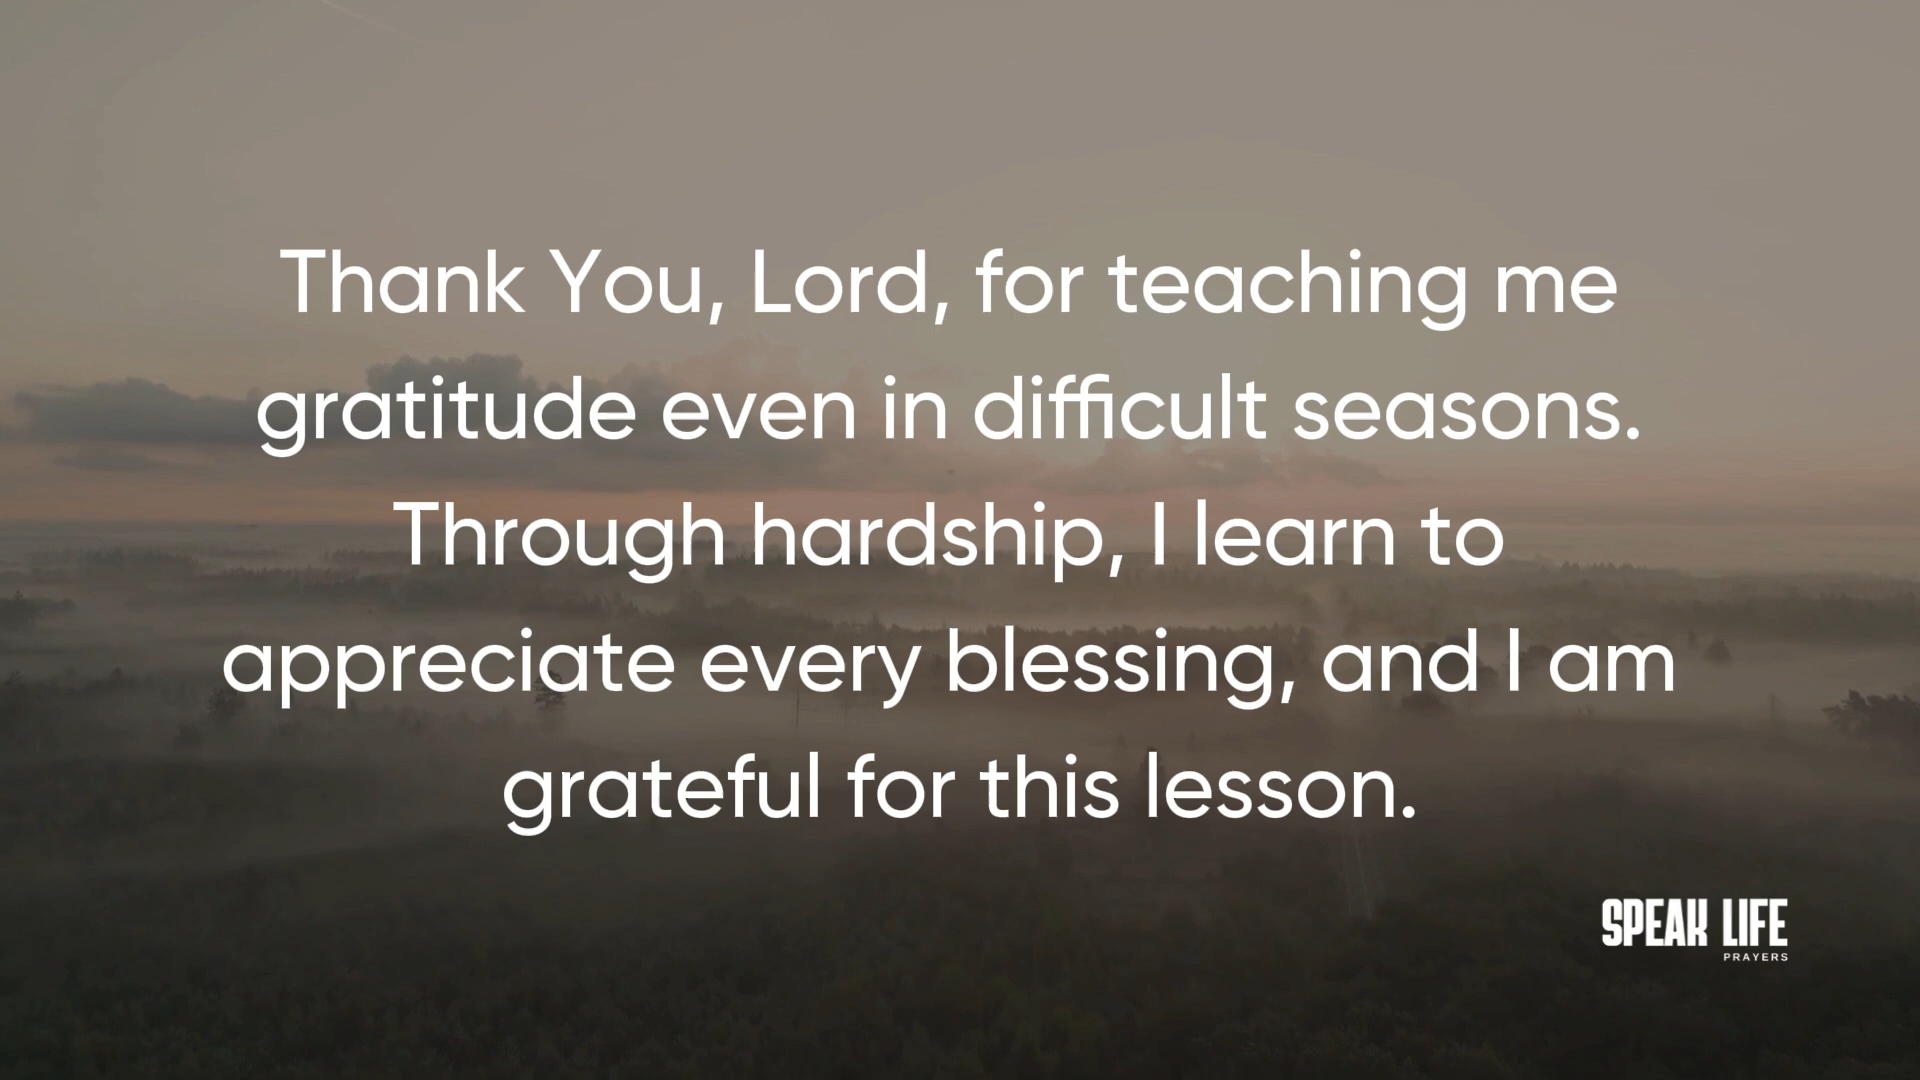 Thank You, Lord, for teaching me
gratitude even in difficult seasons.
Through hardship, I learn to
appreciate every blessing, and I am
grateful for this lesson.
SPEAK LIFE
PRAYERS